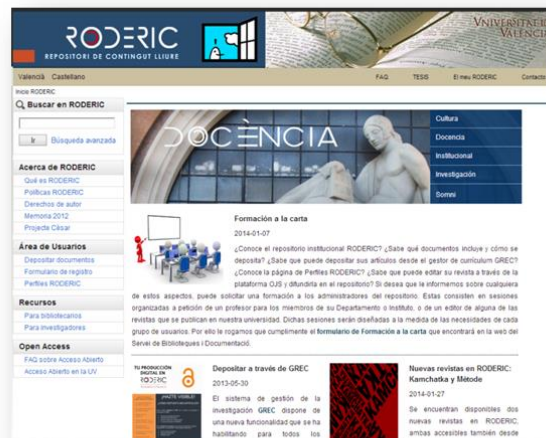 RODERIC
REPOSITORI DE CONTINGUT LLIURE
VNIVERSITAT
VALÈNCI
Valencià Castellano
FAQ TESIS El meu RODERIC Contacto
Inicio RODERIC
Buscar en RODERIC
Ir Búsqueda avanzada
Acerca de RODERIC
Qué es RODERIC
Políticas RODERIC
Derechos de autor
Memoria 2012
Projecte Cèsar
Área de Usuarios
Depositar documentos
Formulario de registro
Perfiles RODERIC
Recursos
Para bibliotecarios
Para investigadores
Open Access
FAQ sobre Acceso Abierto
Acceso Abierto en la UV
DOCÈNCIA
Cultura
Docencia
Institucional
Investigación
Somni
Formación a la carta
2014-01-07
¿Conoce el repositorio institucional RODERIC? ¿Sabe qué documentos incluye y cómo se
deposita? ¿Sabe que puede depositar sus artículos desde el gestor de currículum GREC?
¿Conoce la página de Perfiles RODERIC? ¿Sabe que puede editar su revista a través de la
plataforma OJS y difundirla en el repositorio? Si desea que le informemos sobre cualquiera
de estos aspectos, puede solicitar una formación a los administradores del repositorio. Estas consisten en sesiones
organizadas a petición de un profesor para los miembros de su Departamento o Instituto, o de un editor de alguna de las
revistas que se publican en nuestra universidad. Dichas sesiones serán diseñadas a la medida de las necesidades de cada
grupo de usuarios. Por ello le rogamos que cumplimente el formulario de Formación a la carta que encontrará en la web del
Servei de Biblioteques i Documentació.
TU PRODUCCIÓN
DIGITAL EN
RODERIC
¡HAZTE VISIBLE!
Depositar a través de GREC
2013-05-30
El sistema de gestión de la
investigación GREC dispone de
una nueva funcionalidad que se ha
habilitando para todos los
Nuevas revistas en RODERIC:
Kamchatka y Mètode
2014-01-27
Se encuentran disponibles dos
nuevas revistas en RODERIC,
ambas accesibles también desde